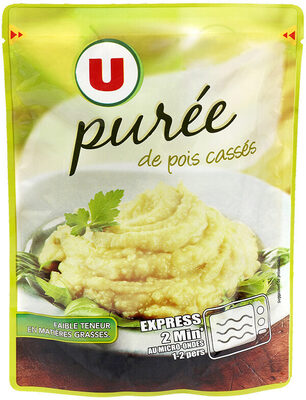 U
purée
de pois cassés
FAIBLE TENEUR
EN MATIÈRES GRASSES
EXPRESS
2 Min
AU MICRO-ONDES
1-2 pers